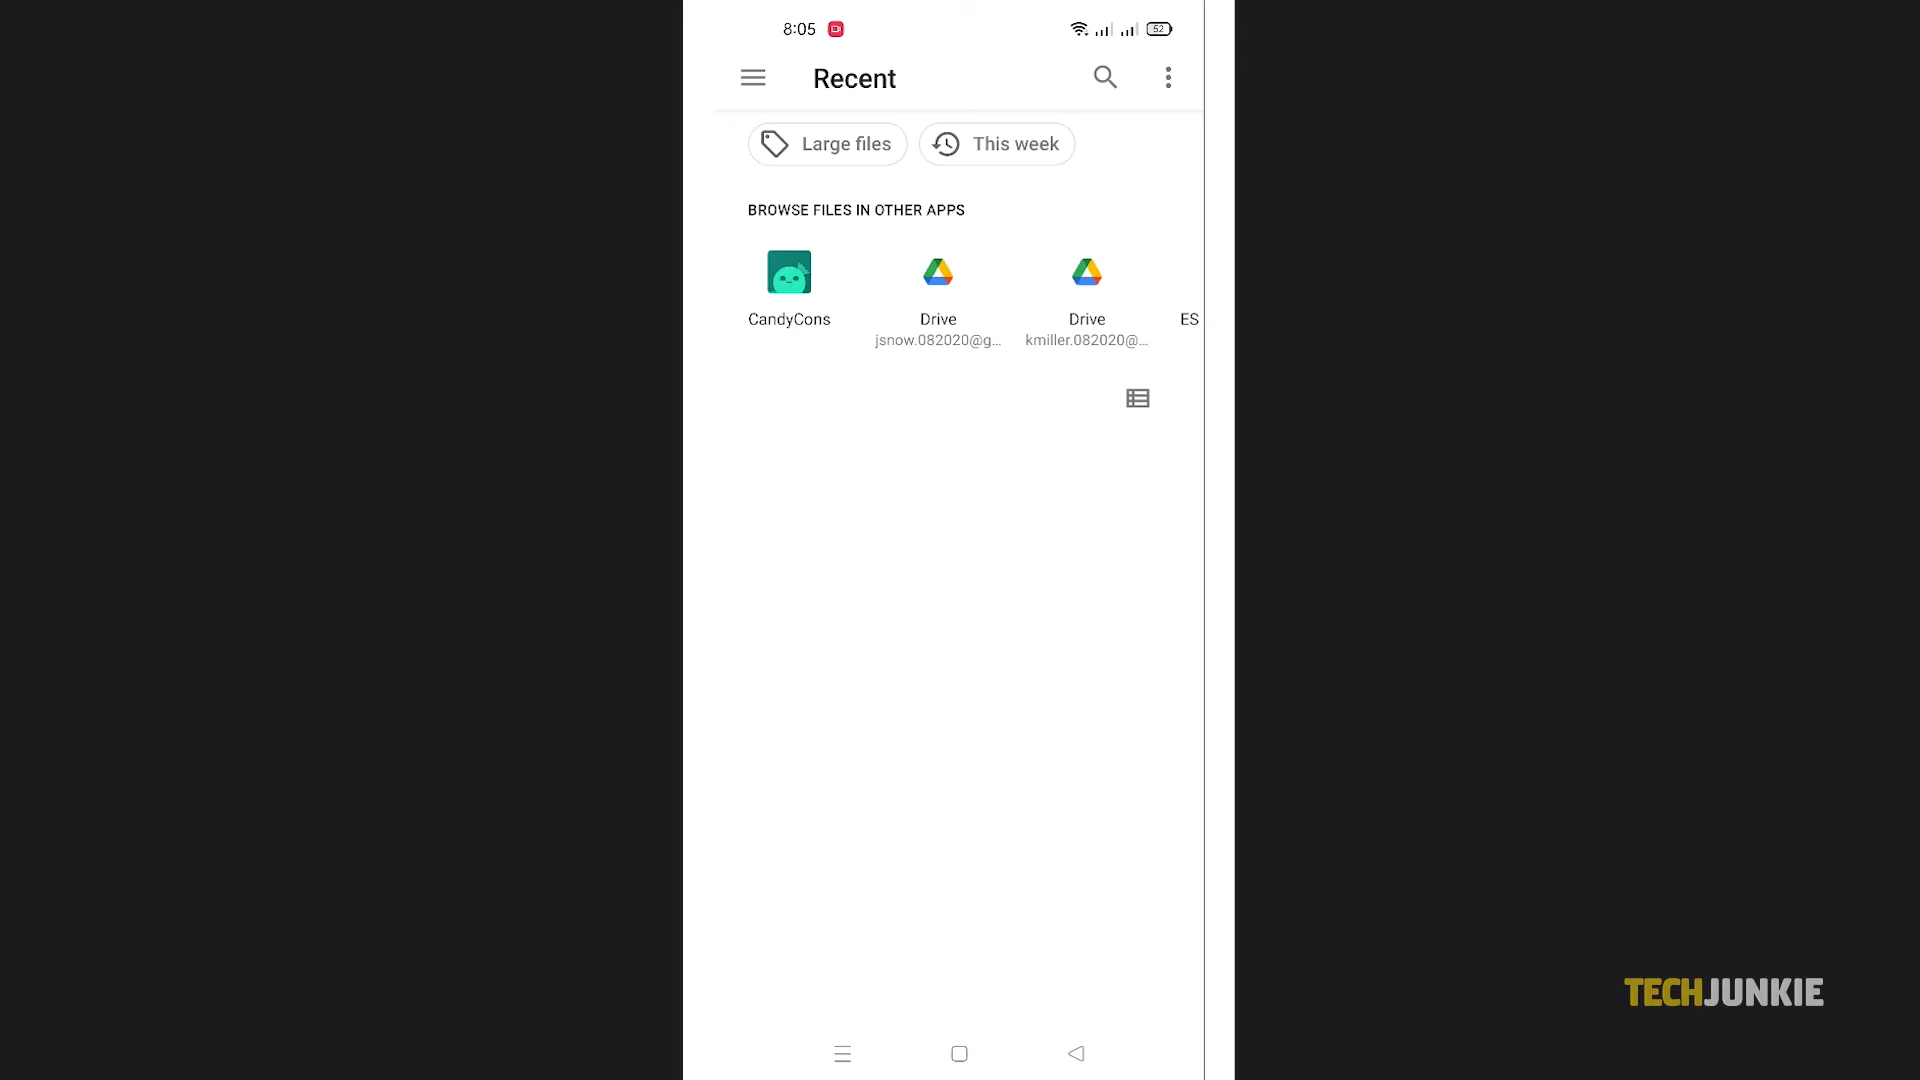 8:05
52
Recent
Large files
This week
BROWSE FILES IN OTHER APPS
CandyCons
Drive
jsnow.082020@g...
Drive
kmiller.082020@...
ES
TECHJUNKIE